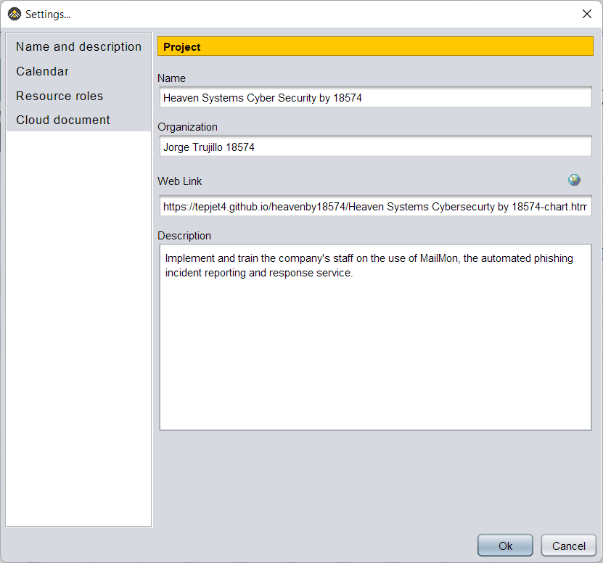 Settings...
Name and description
Calendar
Resource roles
Cloud document
Project
Name
Heaven Systems Cyber Security by 18574
Organization
Jorge Trujillo 18574
Web Link
https://tepjet4.github.io/heavenby18574/Heaven Systems Cybersecurty by 18574-chart.htm
Description
Implement and train the company's staff on the use of MailMon, the automated phishing
incident reporting and response service.
Ok
Cancel